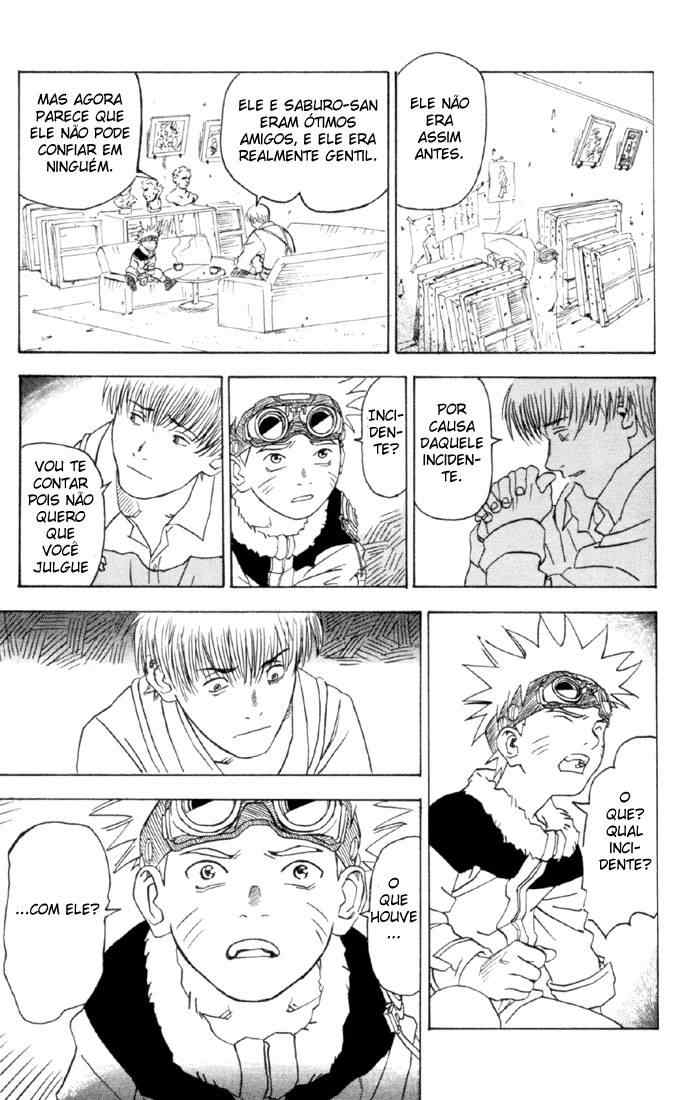 ELE NÃO
ERA
ASSIM
ANTES.
ELE E SABURO-SAN
ERAM ÓTIMOS
AMIGOS, E ELE ERA
REALMENTE GENTIL.
MAS AGORA
PARECE QUE
ELE NÃO PODE
CONFIAR EM
NINGUÉM.
POR
CAUSA
DAQUELE
INCIDEN-
TE.
INCI-
DEN-
TE?
VOU TE
CONTAR
POIS NÃO
QUERO
QUE
VOCÊ
JULGUE
O
QUE?
QUAL
INCI-
DENTE?
O
QUE
HOUVE
...
...COM ELE?